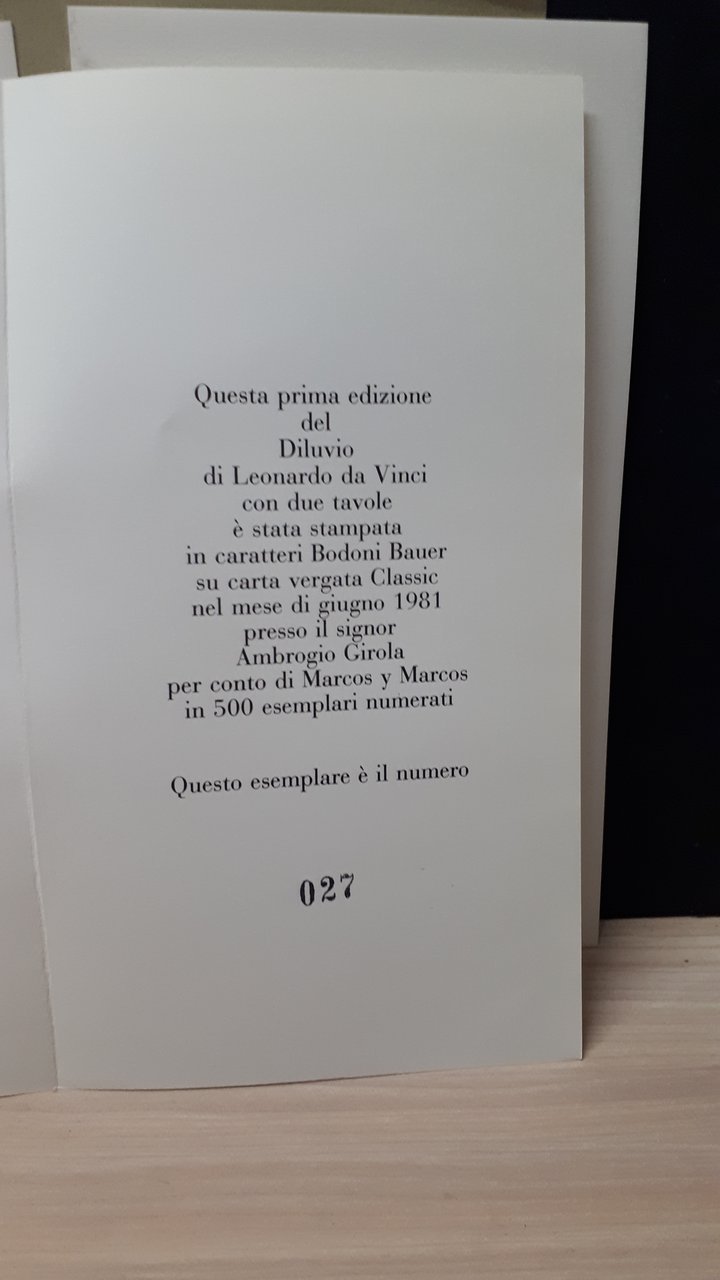 Questa prima edizione
del
Diluvio
di Leonardo da Vinci
con due tavole
è stata stampata
in caratteri Bodoni Bauer
su carta vergata Classic
nel mese di giugno 1981
presso il signor
Ambrogio Girola
per conto di Marcos y Marcos
in 500 esemplari numerati
Questo esemplare è il numero
027